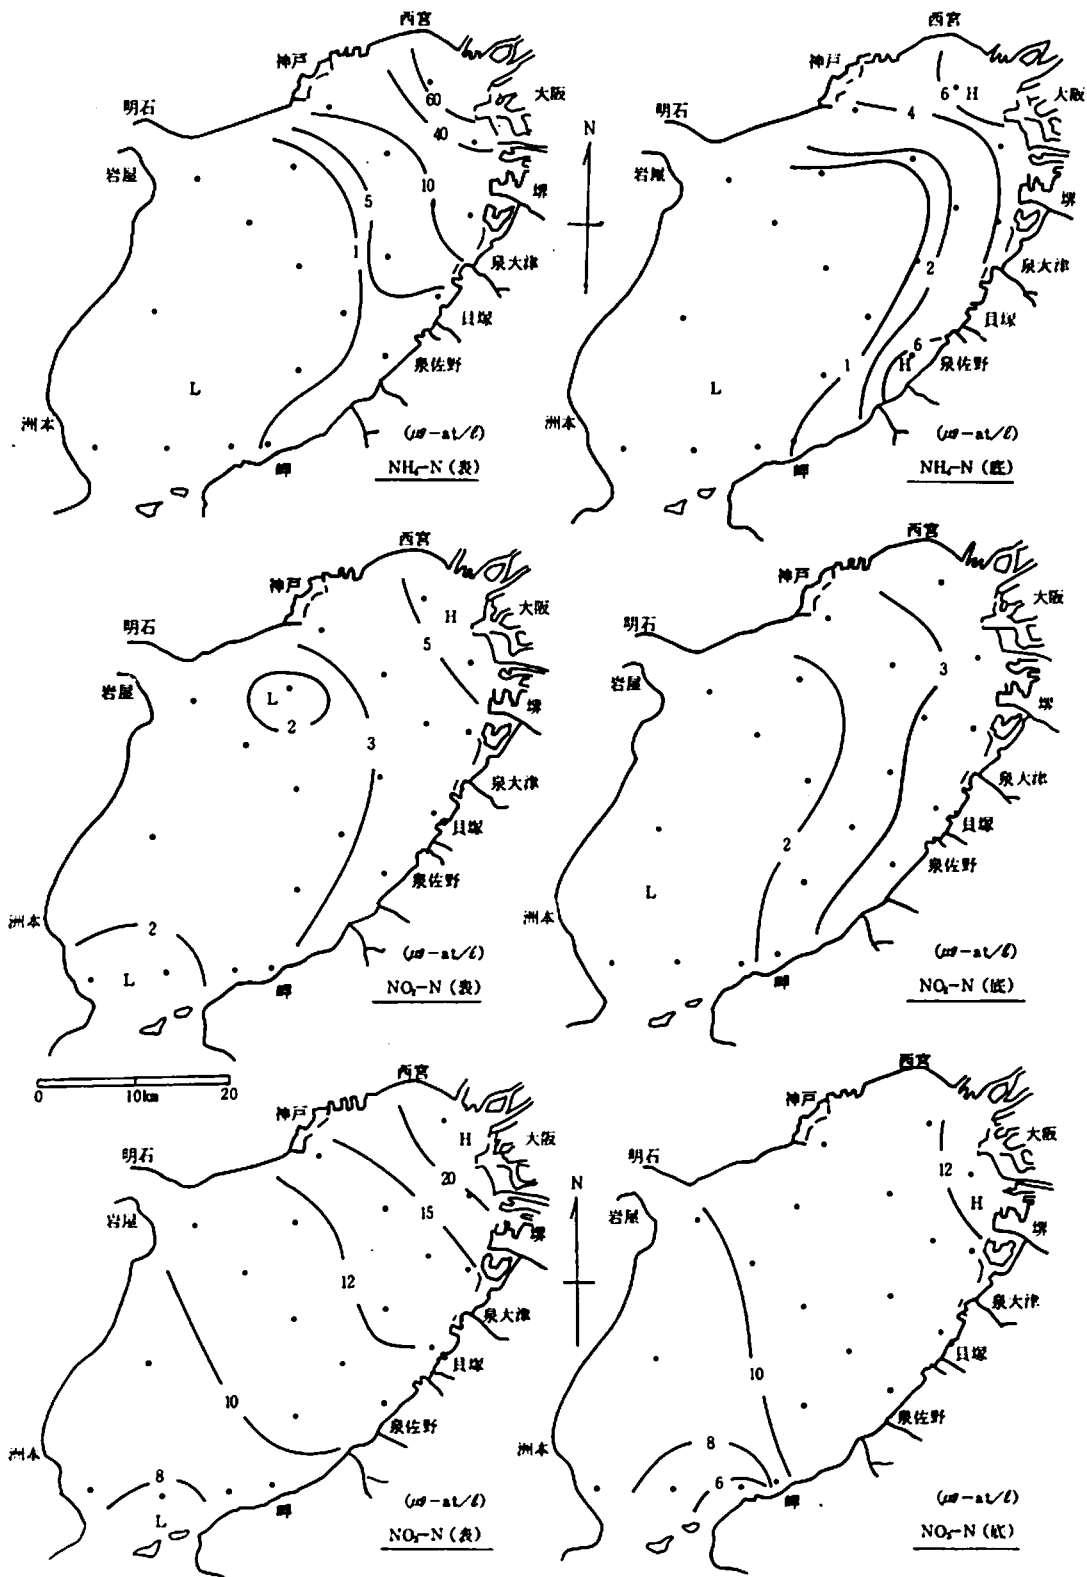 西宮
神戸
明石
岩屋
大阪
60
40
堺
10
5
1
泉大津
貝塚
泉佐野
L
洲本
岬
(μg-at/ℓ)
NH₄-N (表)
N
西宮
神戸
明石
岩屋
大阪
6 H
4
堺
2
泉大津
貝塚
6
H
泉佐野
1
L
洲本
岬
(μg-at/ℓ)
NH₄-N (底)
西宮
神戸
明石
岩屋
大阪
H
5
L
2
3
堺
泉大津
貝塚
泉佐野
洲本
2
L
岬
(μg-at/ℓ)
NO₂-N (表)
西宮
神戸
明石
岩屋
大阪
3
堺
泉大津
貝塚
2
泉佐野
L
洲本
岬
(μg-at/ℓ)
NO₂-N (底)
0 10km 20
西宮
神戸
明石
岩屋
H
大阪
20
15
堺
12
泉大津
貝塚
10
泉佐野
洲本
8
L
岬
(μg-at/ℓ)
NO₃-N (表)
N
西宮
神戸
明石
岩屋
大阪
12
H
堺
泉大津
貝塚
10
泉佐野
洲本
8
6
岬
(μg-at/ℓ)
NO₃-N (底)